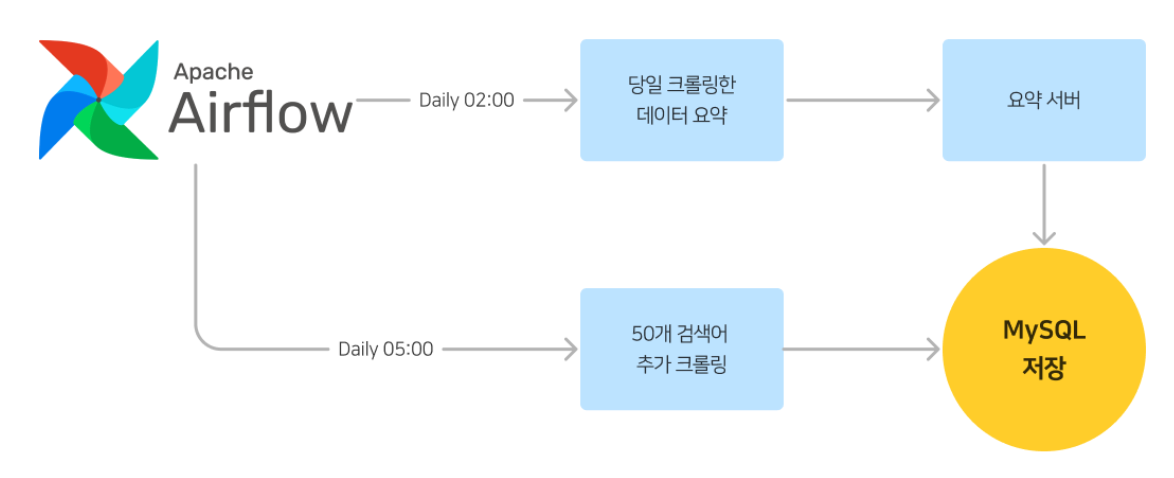 Apache
Airflow
Daily 02:00
당일 크롤링한
데이터 요약
요약 서버
Daily 05:00
50개 검색어
추가 크롤링
MySQL
저장